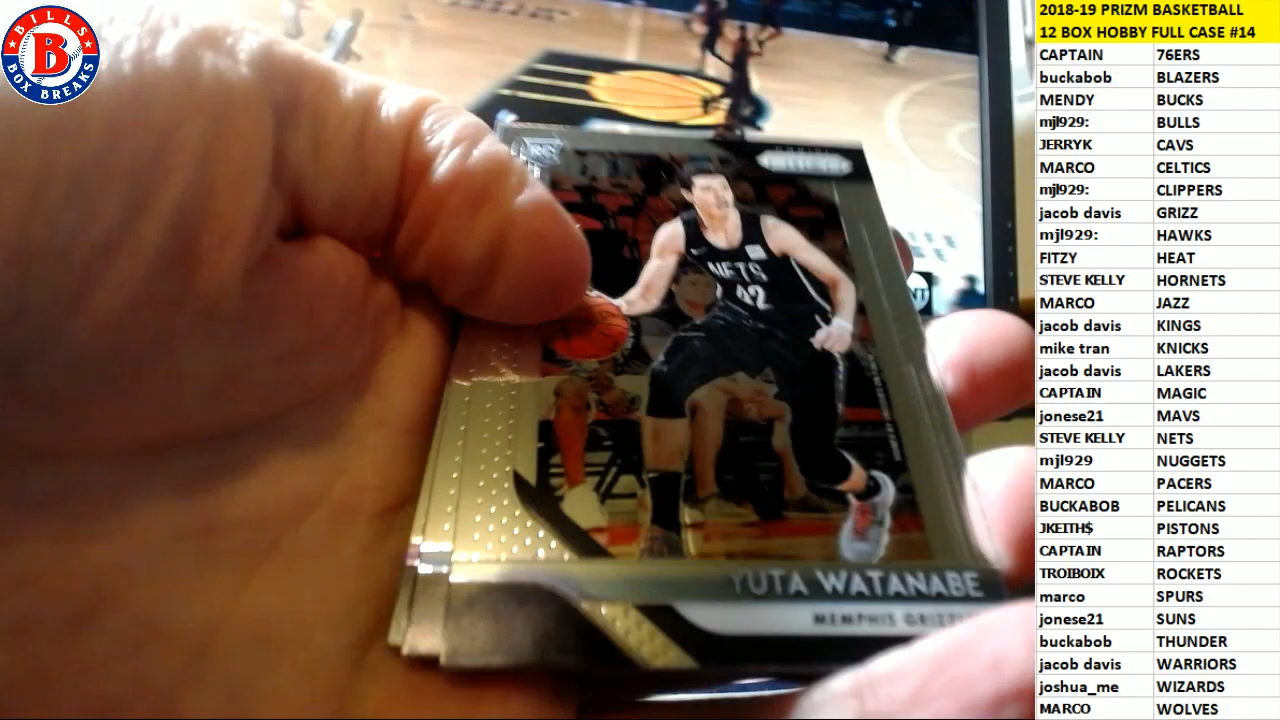 BILLS
B
BOX BREAKS
RC
NETS
42
YUTA WATANABE
MEMPHIS
2018-19 PRIZM BASKETBALL
12 BOX HOBBY FULL CASE #14
CAPTAIN 76ERS
buckabob BLAZERS
MENDY BUCKS
mjl929: BULLS
JERRYK CAVS
MARCO CELTICS
mjl929: CLIPPERS
jacob davis GRIZZ
mjl929: HAWKS
FITZY HEAT
STEVE KELLY HORNETS
MARCO JAZZ
jacob davis KINGS
mike tran KNICKS
jacob davis LAKERS
CAPTAIN MAGIC
jonese21 MAVS
STEVE KELLY NETS
mjl929 NUGGETS
MARCO PACERS
BUCKABOB PELICANS
JKEITH$ PISTONS
CAPTAIN RAPTORS
TROIBOIX ROCKETS
marco SPURS
jonese21 SUNS
buckabob THUNDER
jacob davis WARRIORS
joshua_me WIZARDS
MARCO WOLVES